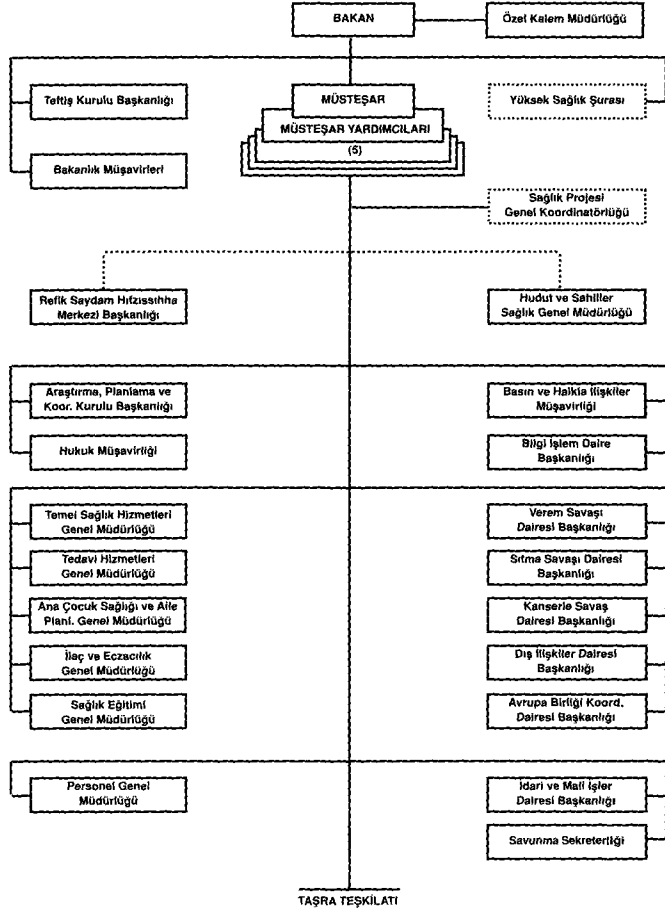 BAKAN
Özel Kalem Müdürlüğü
Teftiş Kurulu Başkanlığı
MÜSTEŞAR
Yüksek Sağlık Şurası
MÜSTEŞAR YARDIMCILARI
(5)
Bakanlık Müşavirleri
Sağlık Projesi
Genel Koordinatörlüğü
Refik Saydam Hıfzıssıhha
Merkezi Başkanlığı
Hudut ve Sahiller
Sağlık Genel Müdürlüğü
Araştırma, Planlama ve
Koor. Kurulu Başkanlığı
Basın ve Halkla İlişkiler
Müşavirliği
Hukuk Müşavirliği
Bilgi İşlem Daire
Başkanlığı
Temel Sağlık Hizmetleri
Genel Müdürlüğü
Verem Savaşı
Dairesi Başkanlığı
Tedavi Hizmetleri
Genel Müdürlüğü
Sıtma Savaşı Dairesi
Başkanlığı
Ana Çocuk Sağlığı ve Aile
Planl. Genel Müdürlüğü
Kanserle Savaş
Dairesi Başkanlığı
İlaç ve Eczacılık
Genel Müdürlüğü
Dış İlişkiler Dairesi
Başkanlığı
Sağlık Eğitimi
Genel Müdürlüğü
Avrupa Birliği Koord.
Dairesi Başkanlığı
Personel Genel
Müdürlüğü
İdari ve Mali İşler
Dairesi Başkanlığı
Savunma Sekreterliği
TAŞRA TEŞKİLATI